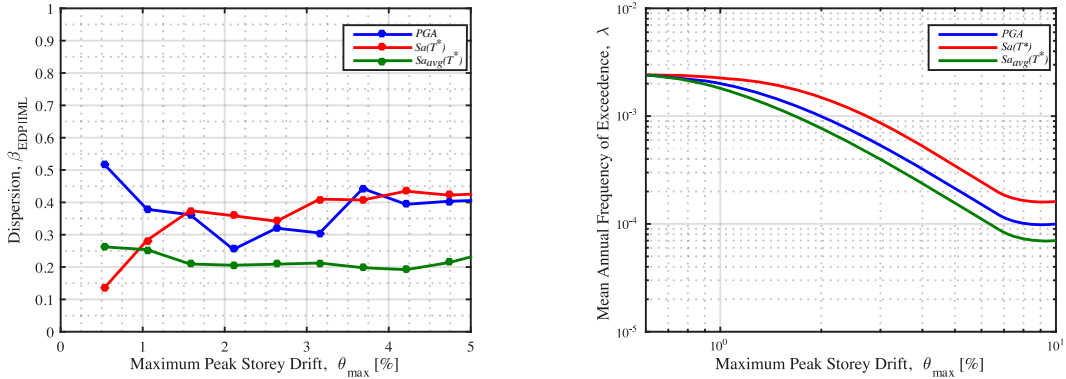 1
0.9
0.8
0.7
0.6
0.5
0.4
0.3
0.2
0.1
0
Dispersion, β_EDP|IML
PGA
Sa(T*)
Sa_avg(T*)
0 1 2 3 4 5
Maximum Peak Storey Drift, θ_max [%]
10^-2
10^-3
10^-4
10^-5
Mean Annual Frequency of Exceedence, λ
PGA
Sa(T*)
Sa_avg(T*)
10^0 10^1
Maximum Peak Storey Drift, θ_max [%]